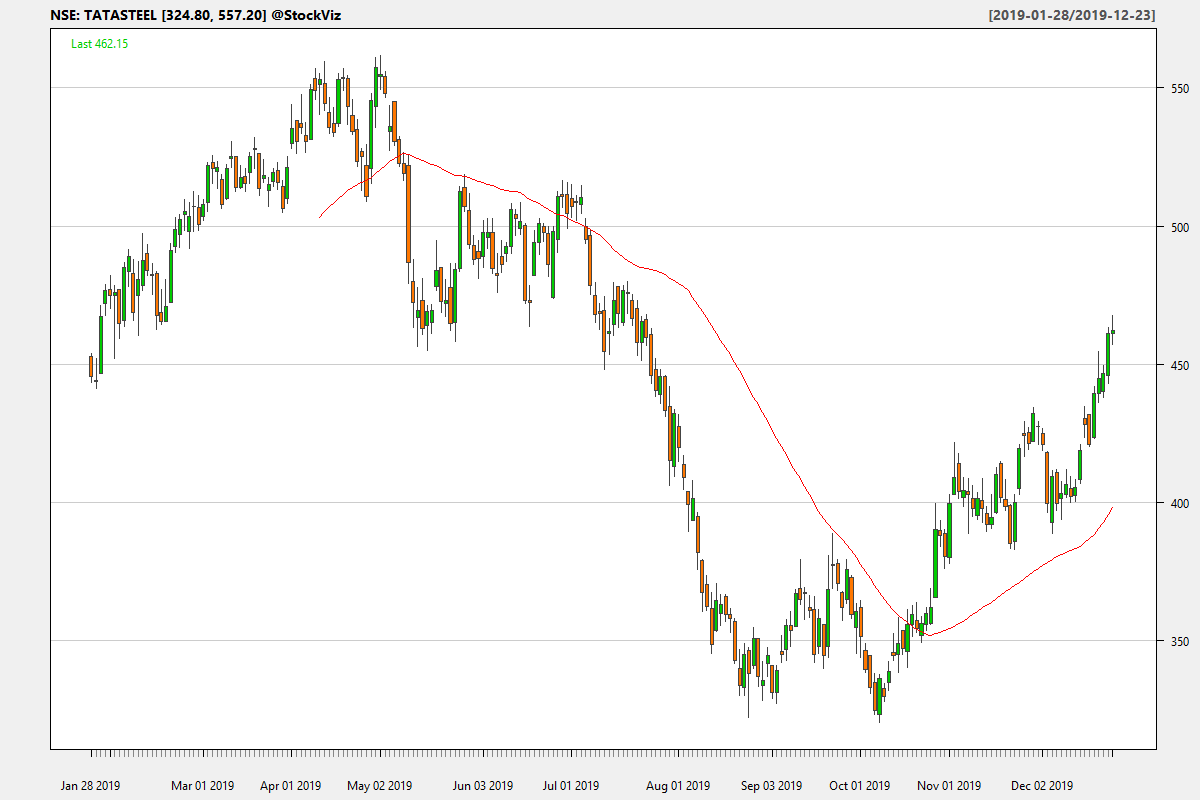 NSE: TATASTEEL [324.80, 557.20] @StockViz
[2019-01-28/2019-12-23]
Last 462.15
550
500
450
400
350
Jan 28 2019
Mar 01 2019
Apr 01 2019
May 02 2019
Jun 03 2019
Jul 01 2019
Aug 01 2019
Sep 03 2019
Oct 01 2019
Nov 01 2019
Dec 02 2019